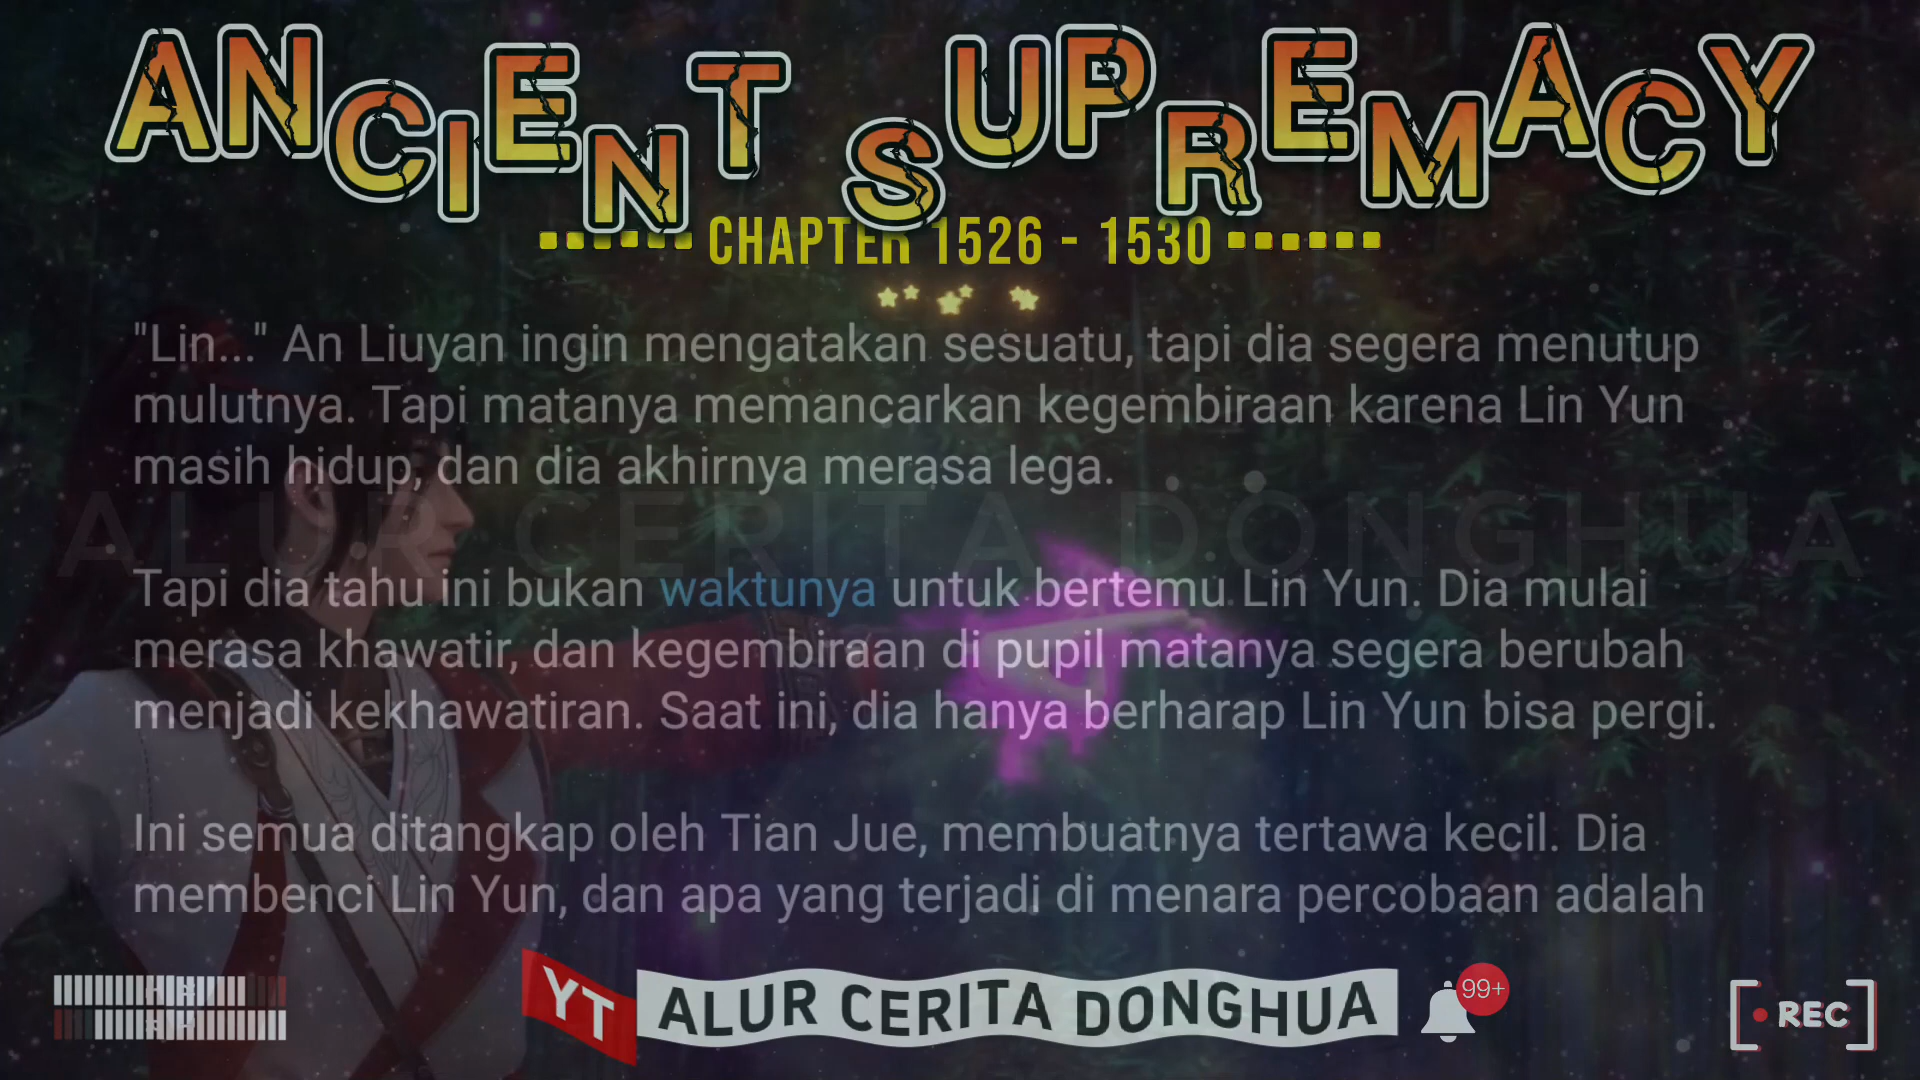 ANCIENT SUPREMACY
CHAPTER 1526 - 1530
"Lin..." An Liuyan ingin mengatakan sesuatu, tapi dia segera menutup
mulutnya. Tapi matanya memancarkan kegembiraan karena Lin Yun
masih hidup, dan dia akhirnya merasa lega.
ALUR CERITA DONGHUA
Tapi dia tahu ini bukan waktunya untuk bertemu Lin Yun. Dia mulai
merasa khawatir, dan kegembiraan di pupil matanya segera berubah
menjadi kekhawatiran. Saat ini, dia hanya berharap Lin Yun bisa pergi.
Ini semua ditangkap oleh Tian Jue, membuatnya tertawa kecil. Dia
membenci Lin Yun, dan apa yang terjadi di menara percobaan adalah
YT ALUR CERITA DONGHUA
99+
REC